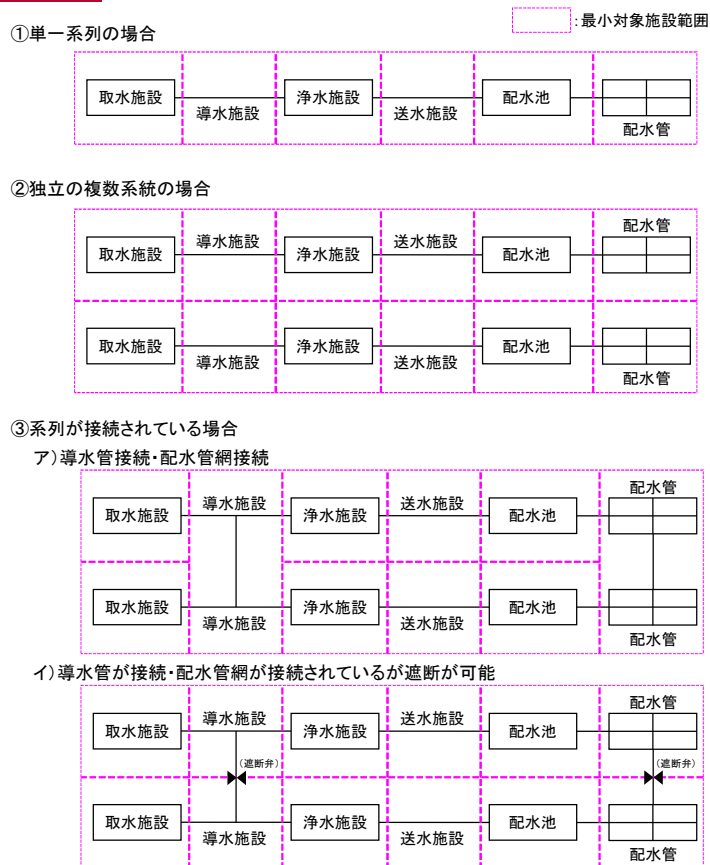 :最小対象施設範囲
①単一系列の場合
取水施設 導水施設 浄水施設 送水施設 配水池 配水管
②独立の複数系統の場合
取水施設 導水施設 浄水施設 送水施設 配水池 配水管
取水施設 導水施設 浄水施設 送水施設 配水池 配水管
③系列が接続されている場合
ア)導水管接続・配水管網接続
取水施設 導水施設 浄水施設 送水施設 配水池 配水管
取水施設 導水施設 浄水施設 送水施設 配水池 配水管
イ)導水管が接続・配水管網が接続されているが遮断が可能
取水施設 導水施設 浄水施設 送水施設 配水池 配水管
(遮断弁) (遮断弁)
取水施設 導水施設 浄水施設 送水施設 配水池 配水管